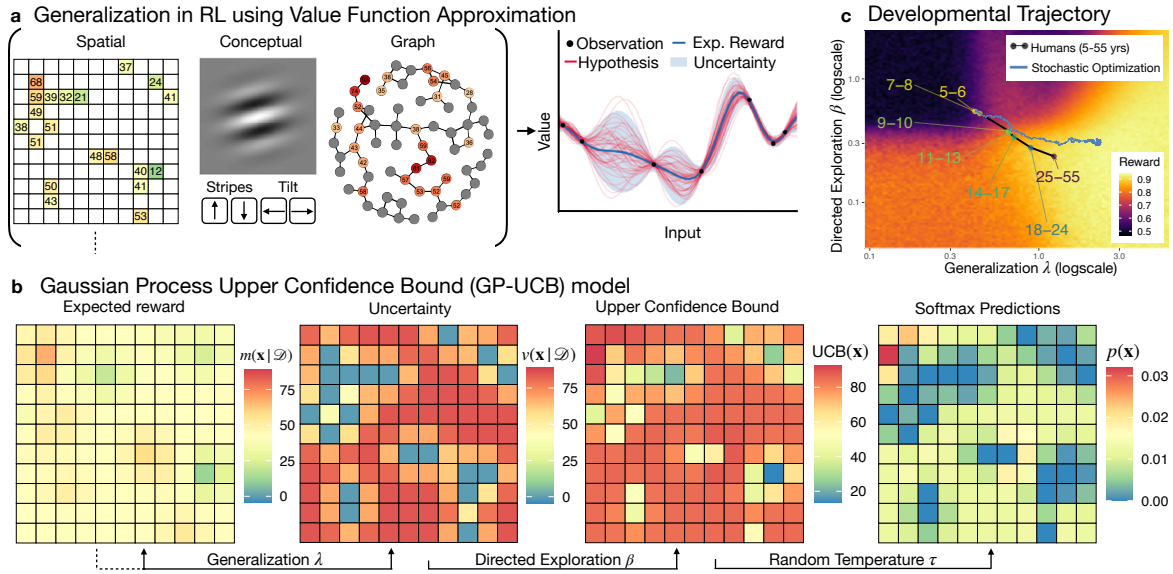 a Generalization in RL using Value Function Approximation
Spatial
Conceptual
Graph
37
68 24
59 39 32 21 41
49
38 51
51
48 58
40 12
50 41
43
53
Stripes Tilt
Observation Exp. Reward
Hypothesis Uncertainty
Value
Input
c Developmental Trajectory
Humans (5-55 yrs)
Stochastic Optimization
7−8
5−6
9−10
11−13
14−17
18−24
25−55
Reward
0.9
0.8
0.7
0.6
0.5
Directed Exploration β (logscale)
1.0
0.3
0.1
0.1 0.3 1.0 3.0
Generalization λ (logscale)
b Gaussian Process Upper Confidence Bound (GP-UCB) model
Expected reward
m(x|𝒟)
75
50
25
0
Uncertainty
v(x|𝒟)
75
50
25
0
Upper Confidence Bound
UCB(x)
80
60
40
20
Softmax Predictions
p(x)
0.03
0.02
0.01
0.00
Generalization λ
Directed Exploration β
Random Temperature τ